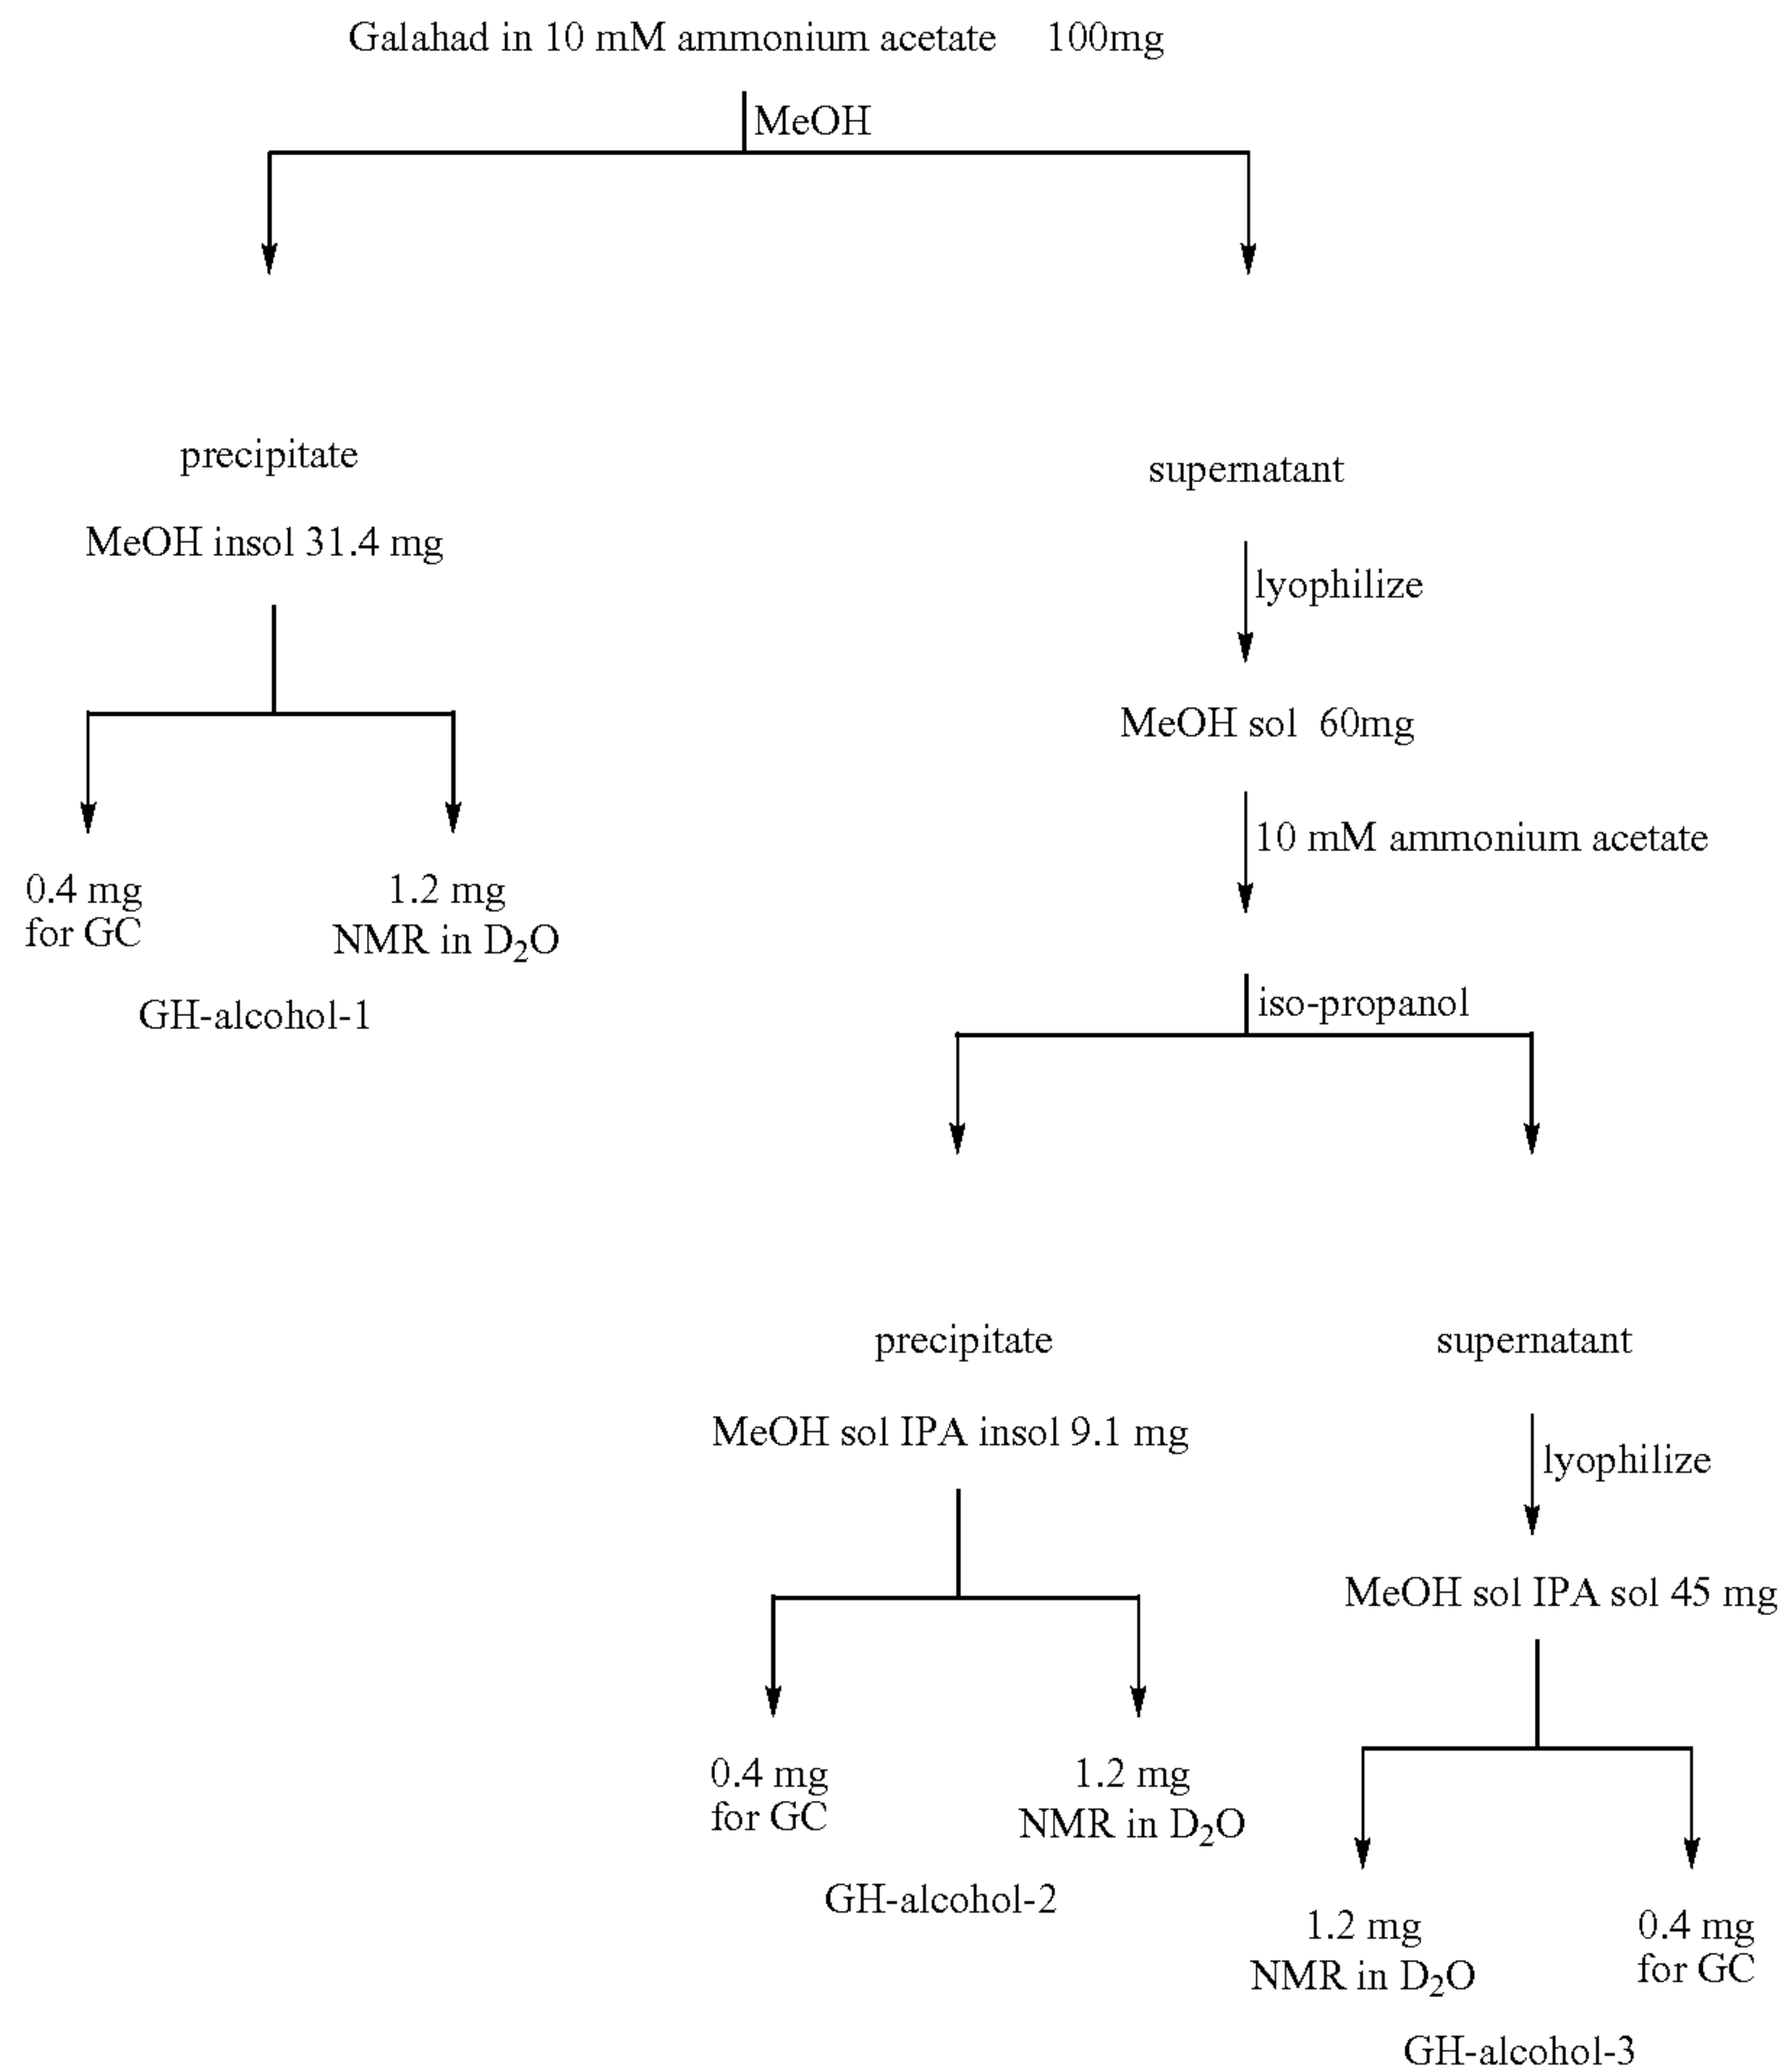 Galahad in 10 mM ammonium acetate 100mg
MeOH
precipitate
supernatant
MeOH insol 31.4 mg
lyophilize
MeOH sol 60mg
10 mM ammonium acetate
0.4 mg
for GC
1.2 mg
NMR in D2O
GH-alcohol-1
iso-propanol
precipitate
supernatant
MeOH sol IPA insol 9.1 mg
lyophilize
MeOH sol IPA sol 45 mg
0.4 mg
for GC
1.2 mg
NMR in D2O
GH-alcohol-2
1.2 mg
NMR in D2O
0.4 mg
for GC
GH-alcohol-3